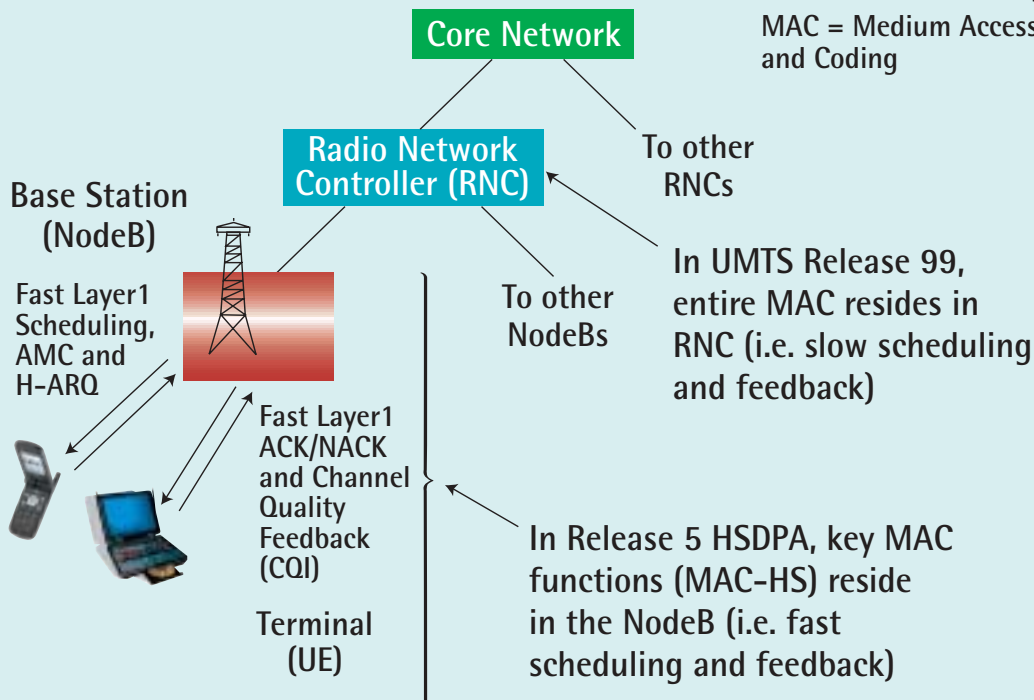 Core Network
MAC = Medium Access
and Coding
Radio Network
Controller (RNC)
To other
RNCs
Base Station
(NodeB)
Fast Layer1
Scheduling,
AMC and
H-ARQ
To other
NodeBs
In UMTS Release 99,
entire MAC resides in
RNC (i.e. slow scheduling
and feedback)
Fast Layer1
ACK/NACK
and Channel
Quality
Feedback
(CQI)
Terminal
(UE)
In Release 5 HSDPA, key MAC
functions (MAC-HS) reside
in the NodeB (i.e. fast
scheduling and feedback)